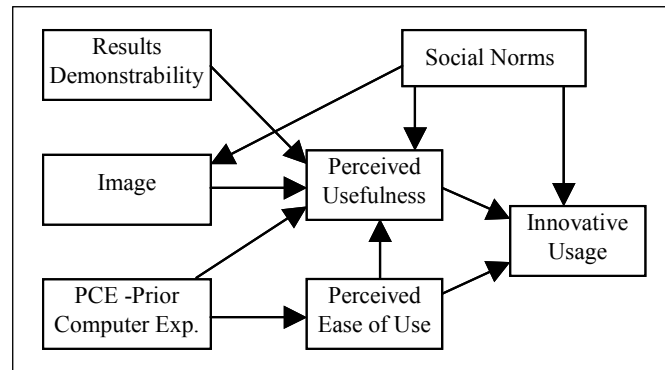 Results
Demonstrability
Social Norms
Image
Perceived
Usefulness
Innovative
Usage
PCE -Prior
Computer Exp.
Perceived
Ease of Use